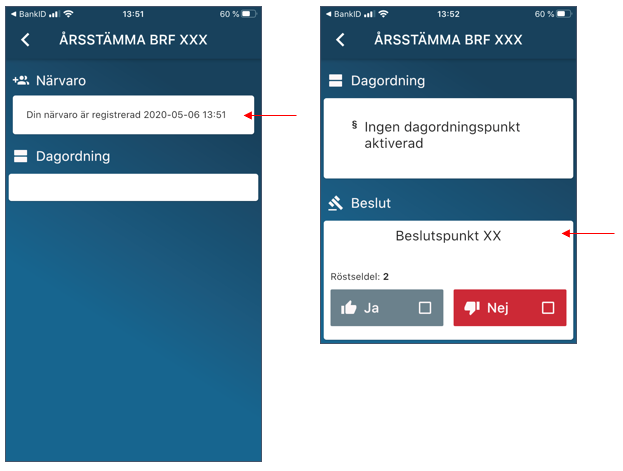 BankID 13:51 60 %
ÅRSSTÄMMA BRF XXX
Närvaro
Din närvaro är registrerad 2020-05-06 13:51
Dagordning
BankID 13:52 60 %
ÅRSSTÄMMA BRF XXX
Dagordning
§ Ingen dagordningspunkt
aktiverad
Beslut
Beslutspunkt XX
Röstseldel: 2
Ja Nej